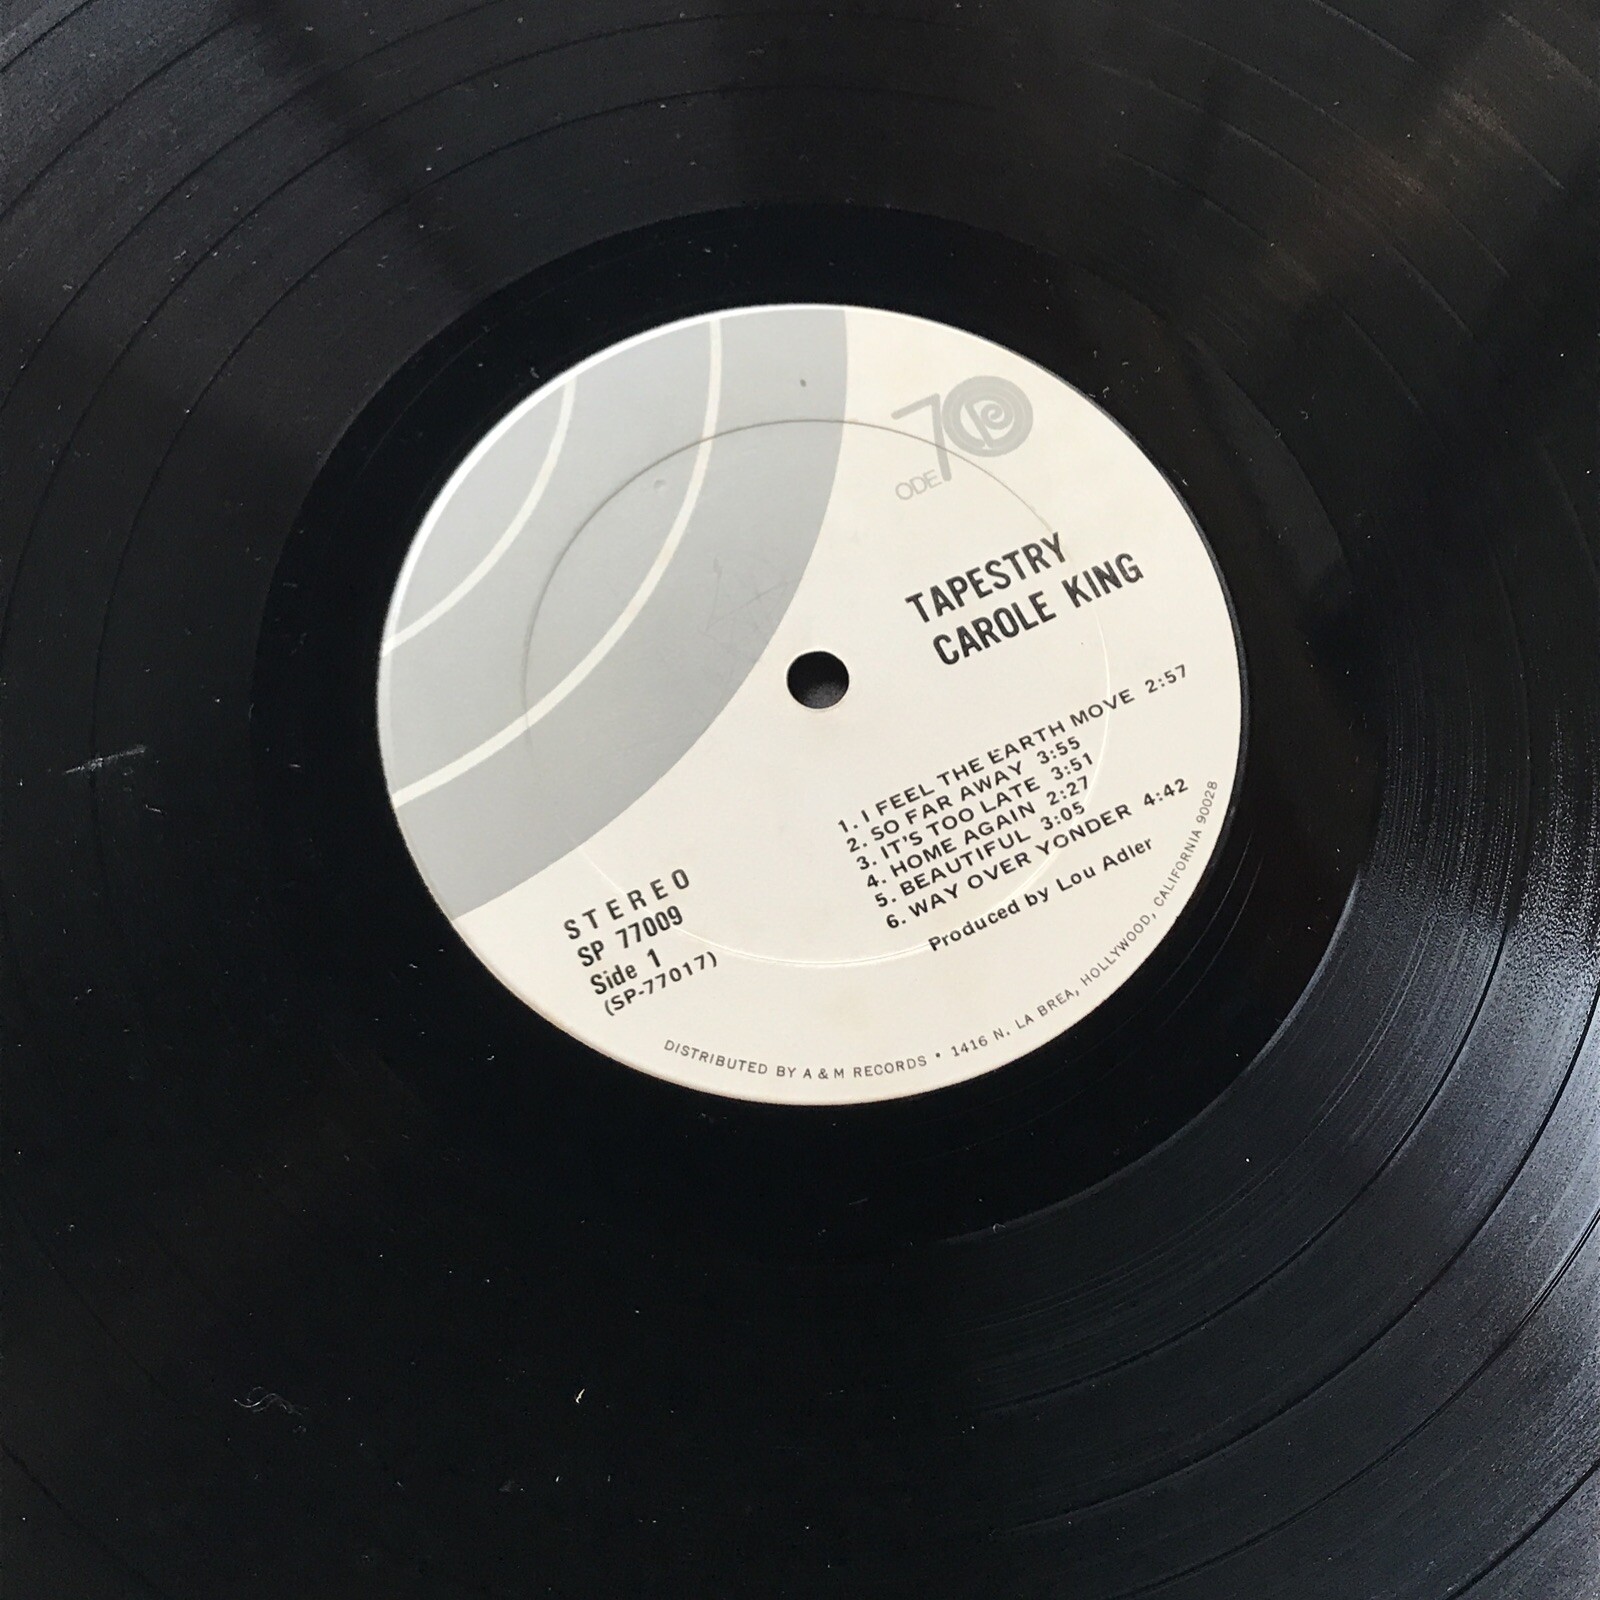 ODE 70
TAPESTRY
CAROLE KING
1. I FEEL THE EARTH MOVE 2:57
2. SO FAR AWAY 3:55
3. IT'S TOO LATE 3:51
4. HOME AGAIN 2:27
5. BEAUTIFUL 3:05
6. WAY OVER YONDER 4:42
Produced by Lou Adler
STEREO
SP 77009
Side 1
(SP-77017)
DISTRIBUTED BY A & M RECORDS • 1416 N. LA BREA, HOLLYWOOD, CALIFORNIA 90028